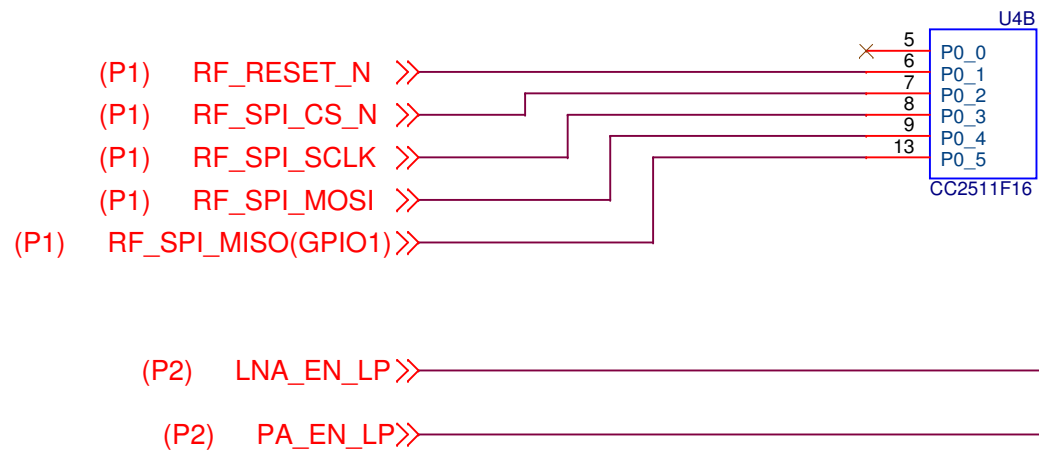 U4B
5 P0_0
(P1) RF_RESET_N 6 P0_1
7 P0_2
(P1) RF_SPI_CS_N 8 P0_3
9 P0_4
(P1) RF_SPI_SCLK 13 P0_5
CC2511F16
(P1) RF_SPI_MOSI
(P1) RF_SPI_MISO(GPIO1)
(P2) LNA_EN_LP
(P2) PA_EN_LP